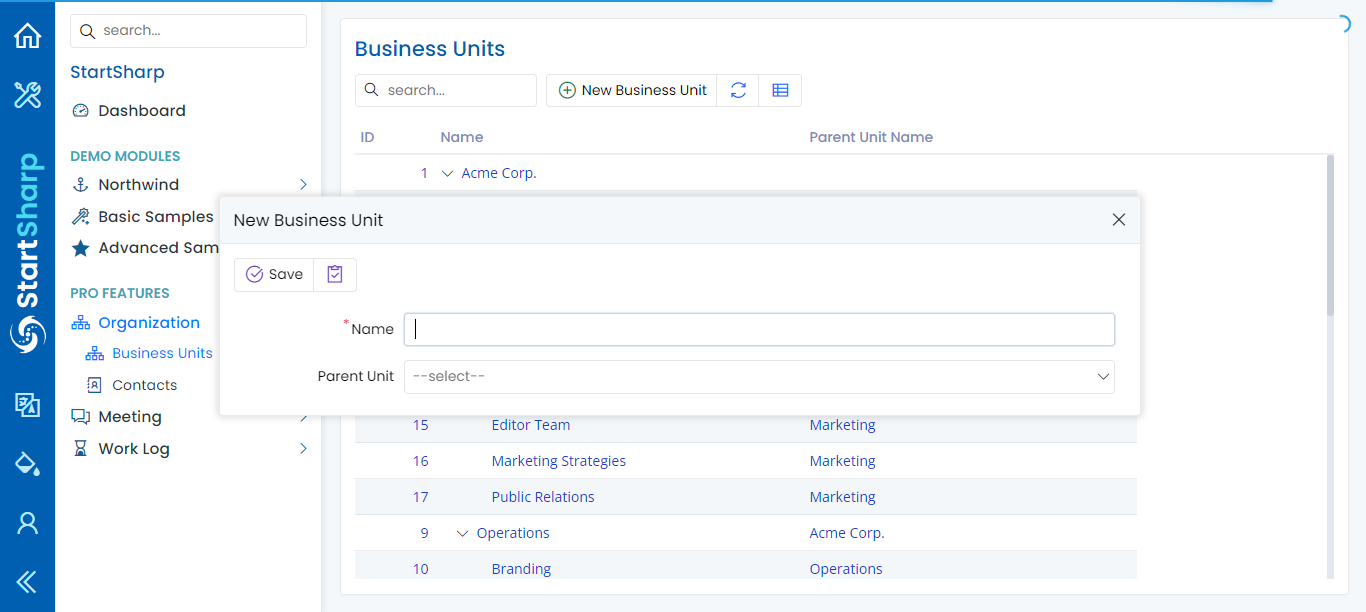 StartSharp
search...
StartSharp
Dashboard
DEMO MODULES
Northwind
Basic Samples
Advanced Sam
PRO FEATURES
Organization
Business Units
Contacts
Meeting
Work Log
Business Units
search...
New Business Unit
ID Name Parent Unit Name
1 Acme Corp.
New Business Unit
Save
* Name
Parent Unit --select--
15 Editor Team Marketing
16 Marketing Strategies Marketing
17 Public Relations Marketing
9 Operations Acme Corp.
10 Branding Operations